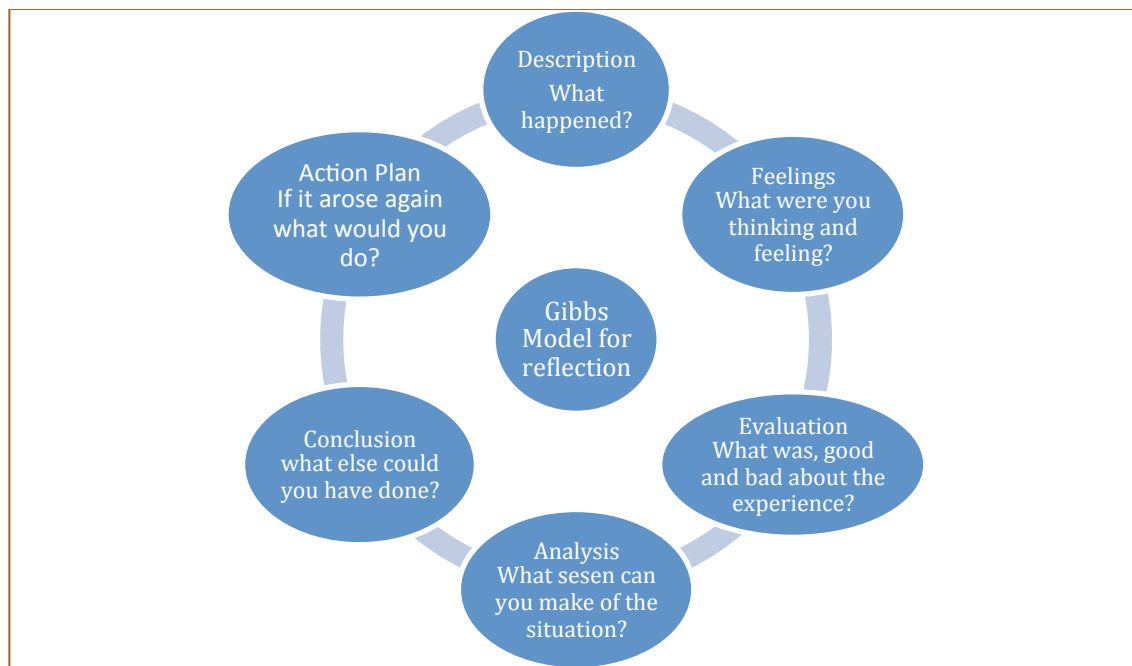 Description
What
happened?
Feelings
What were you
thinking and
feeling?
Evaluation
What was, good
and bad about the
experience?
Analysis
What sesen can
you make of the
situation?
Conclusion
what else could
you have done?
Action Plan
If it arose again
what would you
do?
Gibbs
Model for
reflection